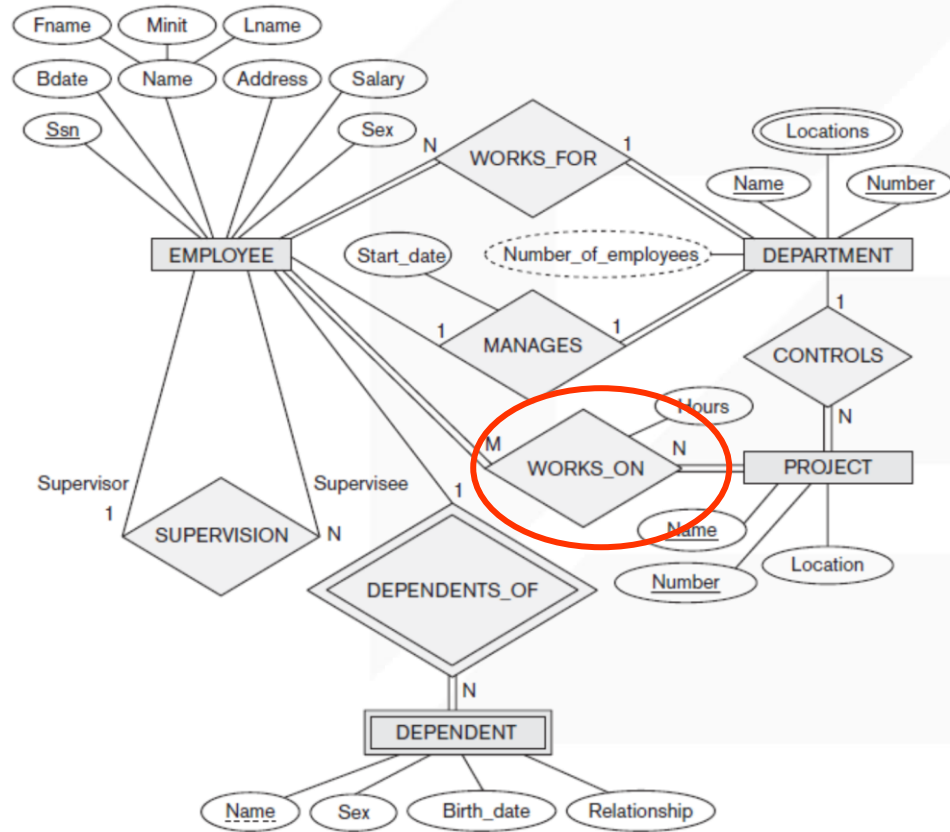 Fname Minit Lname
Bdate Name Address Salary
Ssn Sex
N WORKS_FOR 1
Locations
Name Number
EMPLOYEE Start_date Number_of_employees DEPARTMENT
1 MANAGES 1
1
CONTROLS
N
Hours
M WORKS_ON N PROJECT
Supervisor Supervisee
1 SUPERVISION N
1
Name
Number Location
DEPENDENTS_OF
N
DEPENDENT
Name Sex Birth_date Relationship